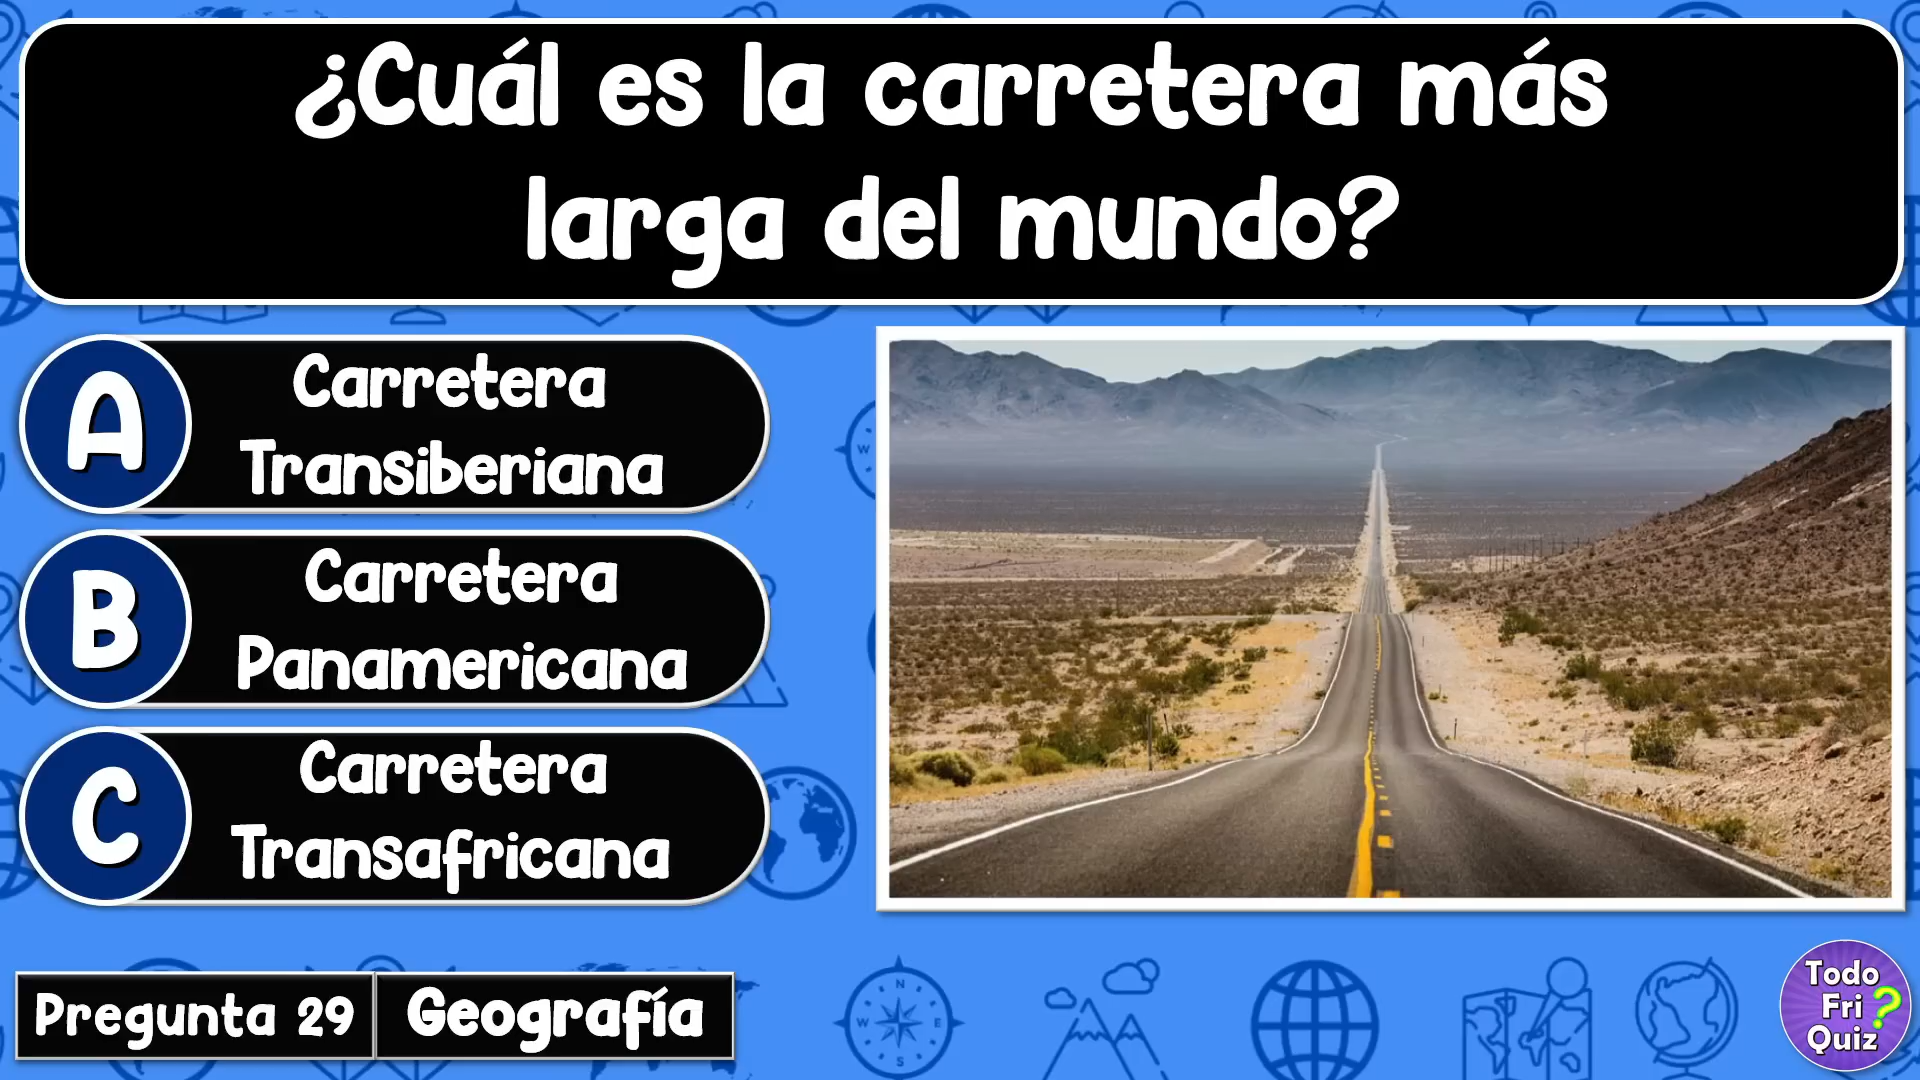 ¿Cuál es la carretera más
larga del mundo?
A
Carretera
Transiberiana
B
Carretera
Panamericana
C
Carretera
Transafricana
Pregunta 29
Geografía
Todo
Fri
Quiz
?